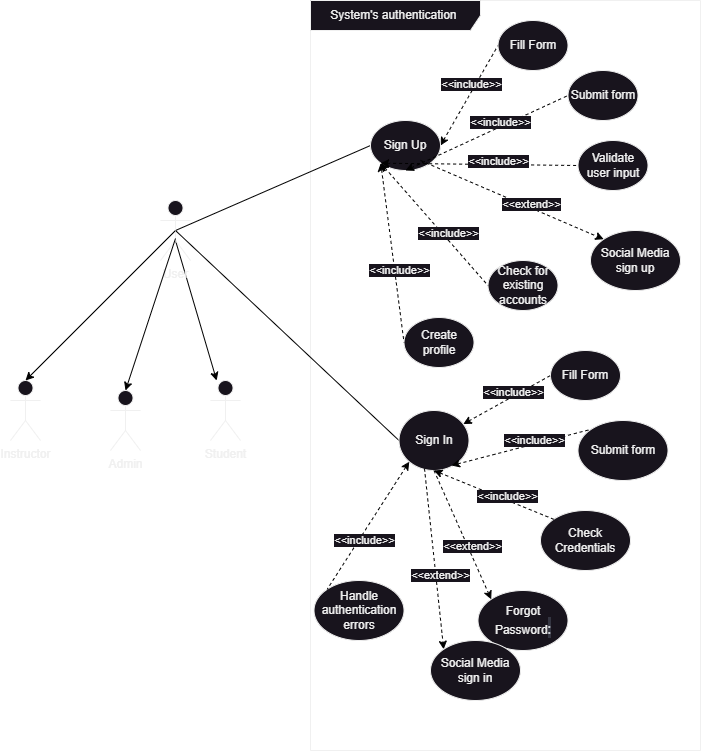 System's authentication
Fill Form
<<include>>
Submit form
<<include>>
Sign Up
Validate
user input
<<include>>
<<extend>>
Social Media
sign up
<<include>>
Check for
existing
accounts
<<include>>
Create
profile
User
Instructor
Admin
Student
Fill Form
<<include>>
Sign In
<<include>>
Submit form
<<include>>
Check
Credentials
<<include>>
<<extend>>
<<extend>>
Handle
authentication
errors
Forgot
Password:
Social Media
sign in